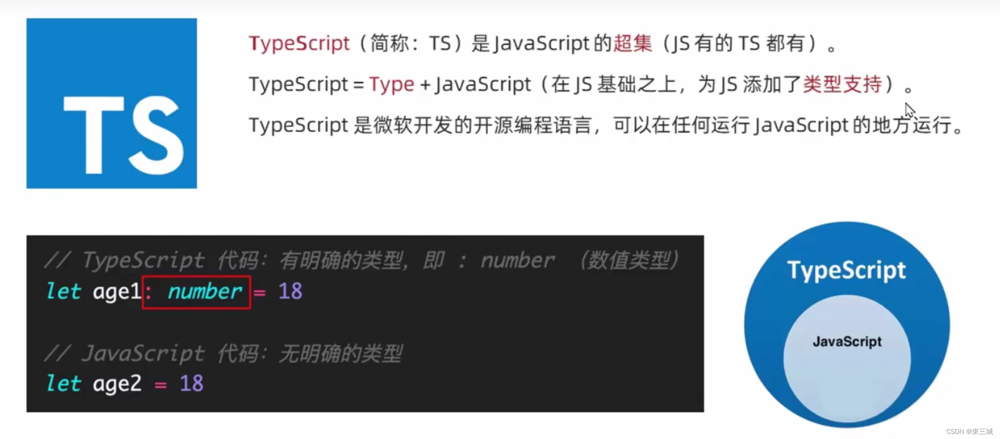 TS
TypeScript（简称：TS）是 JavaScript 的超集（JS 有的 TS 都有）。
TypeScript = Type + JavaScript（在 JS 基础之上，为 JS 添加了类型支持）。
TypeScript 是微软开发的开源编程语言，可以在任何运行 JavaScript 的地方运行。
// TypeScript 代码：有明确的类型，即 : number （数值类型）
let age1: number = 18
// JavaScript 代码：无明确的类型
let age2 = 18
TypeScript
JavaScript
CSDN @東三城